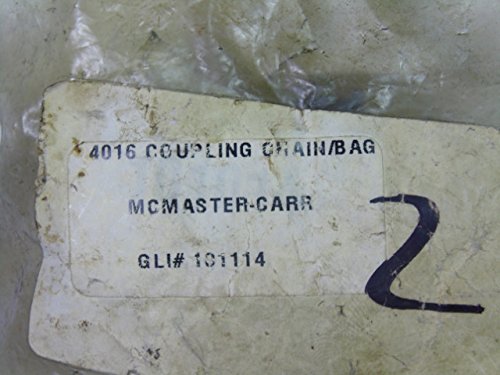 4016 COUPLING CHAIN/BAG
MCMASTER-CARR
GLI# 101114
2